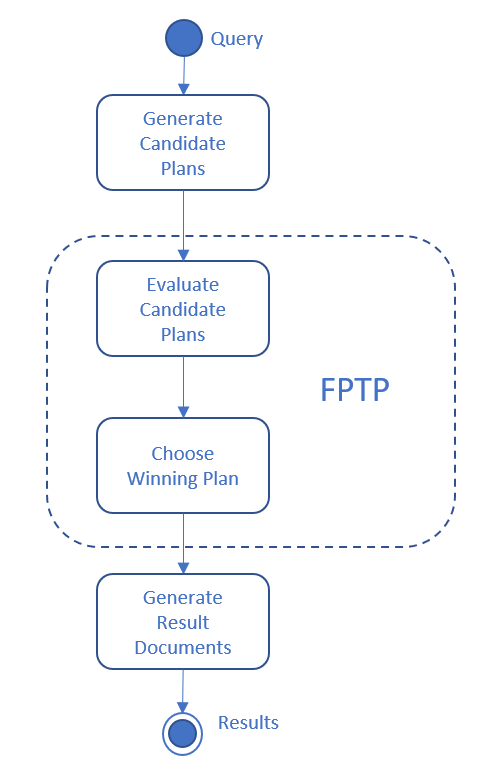 Query
Generate
Candidate
Plans
Evaluate
Candidate
Plans
FPTP
Choose
Winning Plan
Generate
Result
Documents
Results